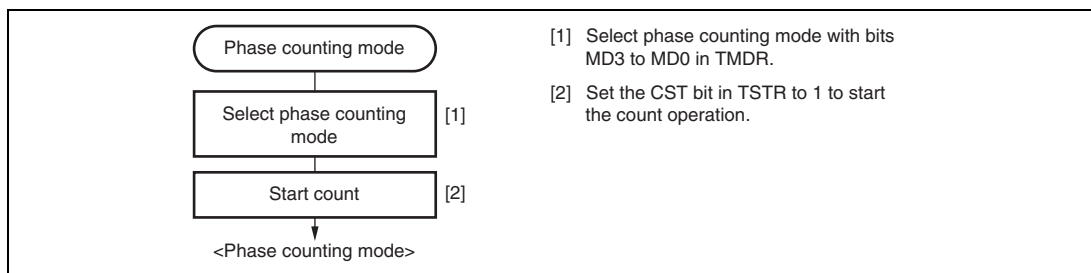 Phase counting mode
Select phase counting
mode
[1]
Start count
[2]
<Phase counting mode>
[1] Select phase counting mode with bits
MD3 to MD0 in TMDR.
[2] Set the CST bit in TSTR to 1 to start
the count operation.